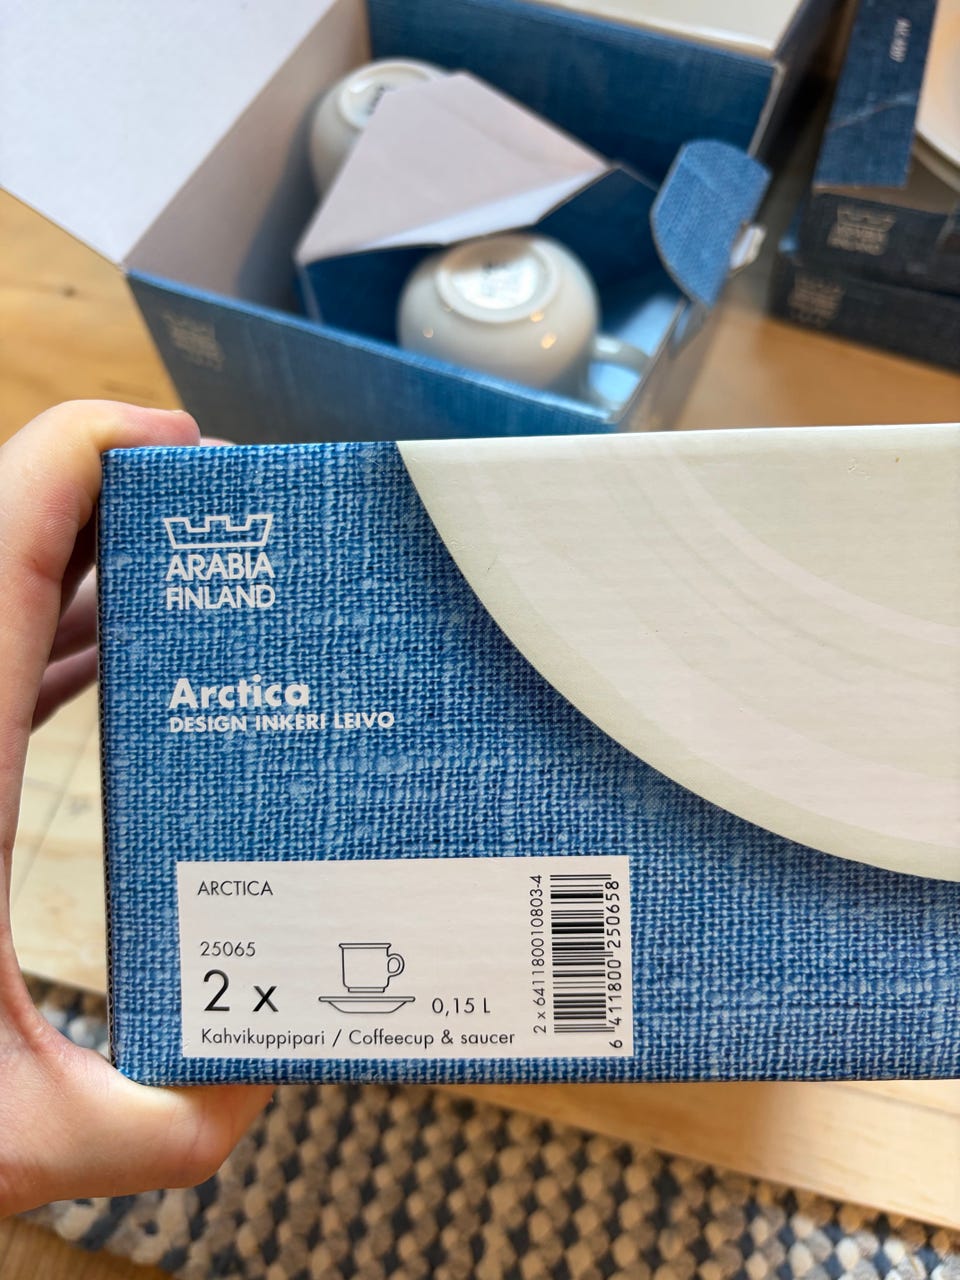 ARABIA
FINLAND
Arctica
DESIGN INKERI LEIVO
ARCTICA
25065
2 x
0,15 L
Kahvikuppipari / Coffeecup & saucer
2 x 6411180010803-4
6 411800 250658